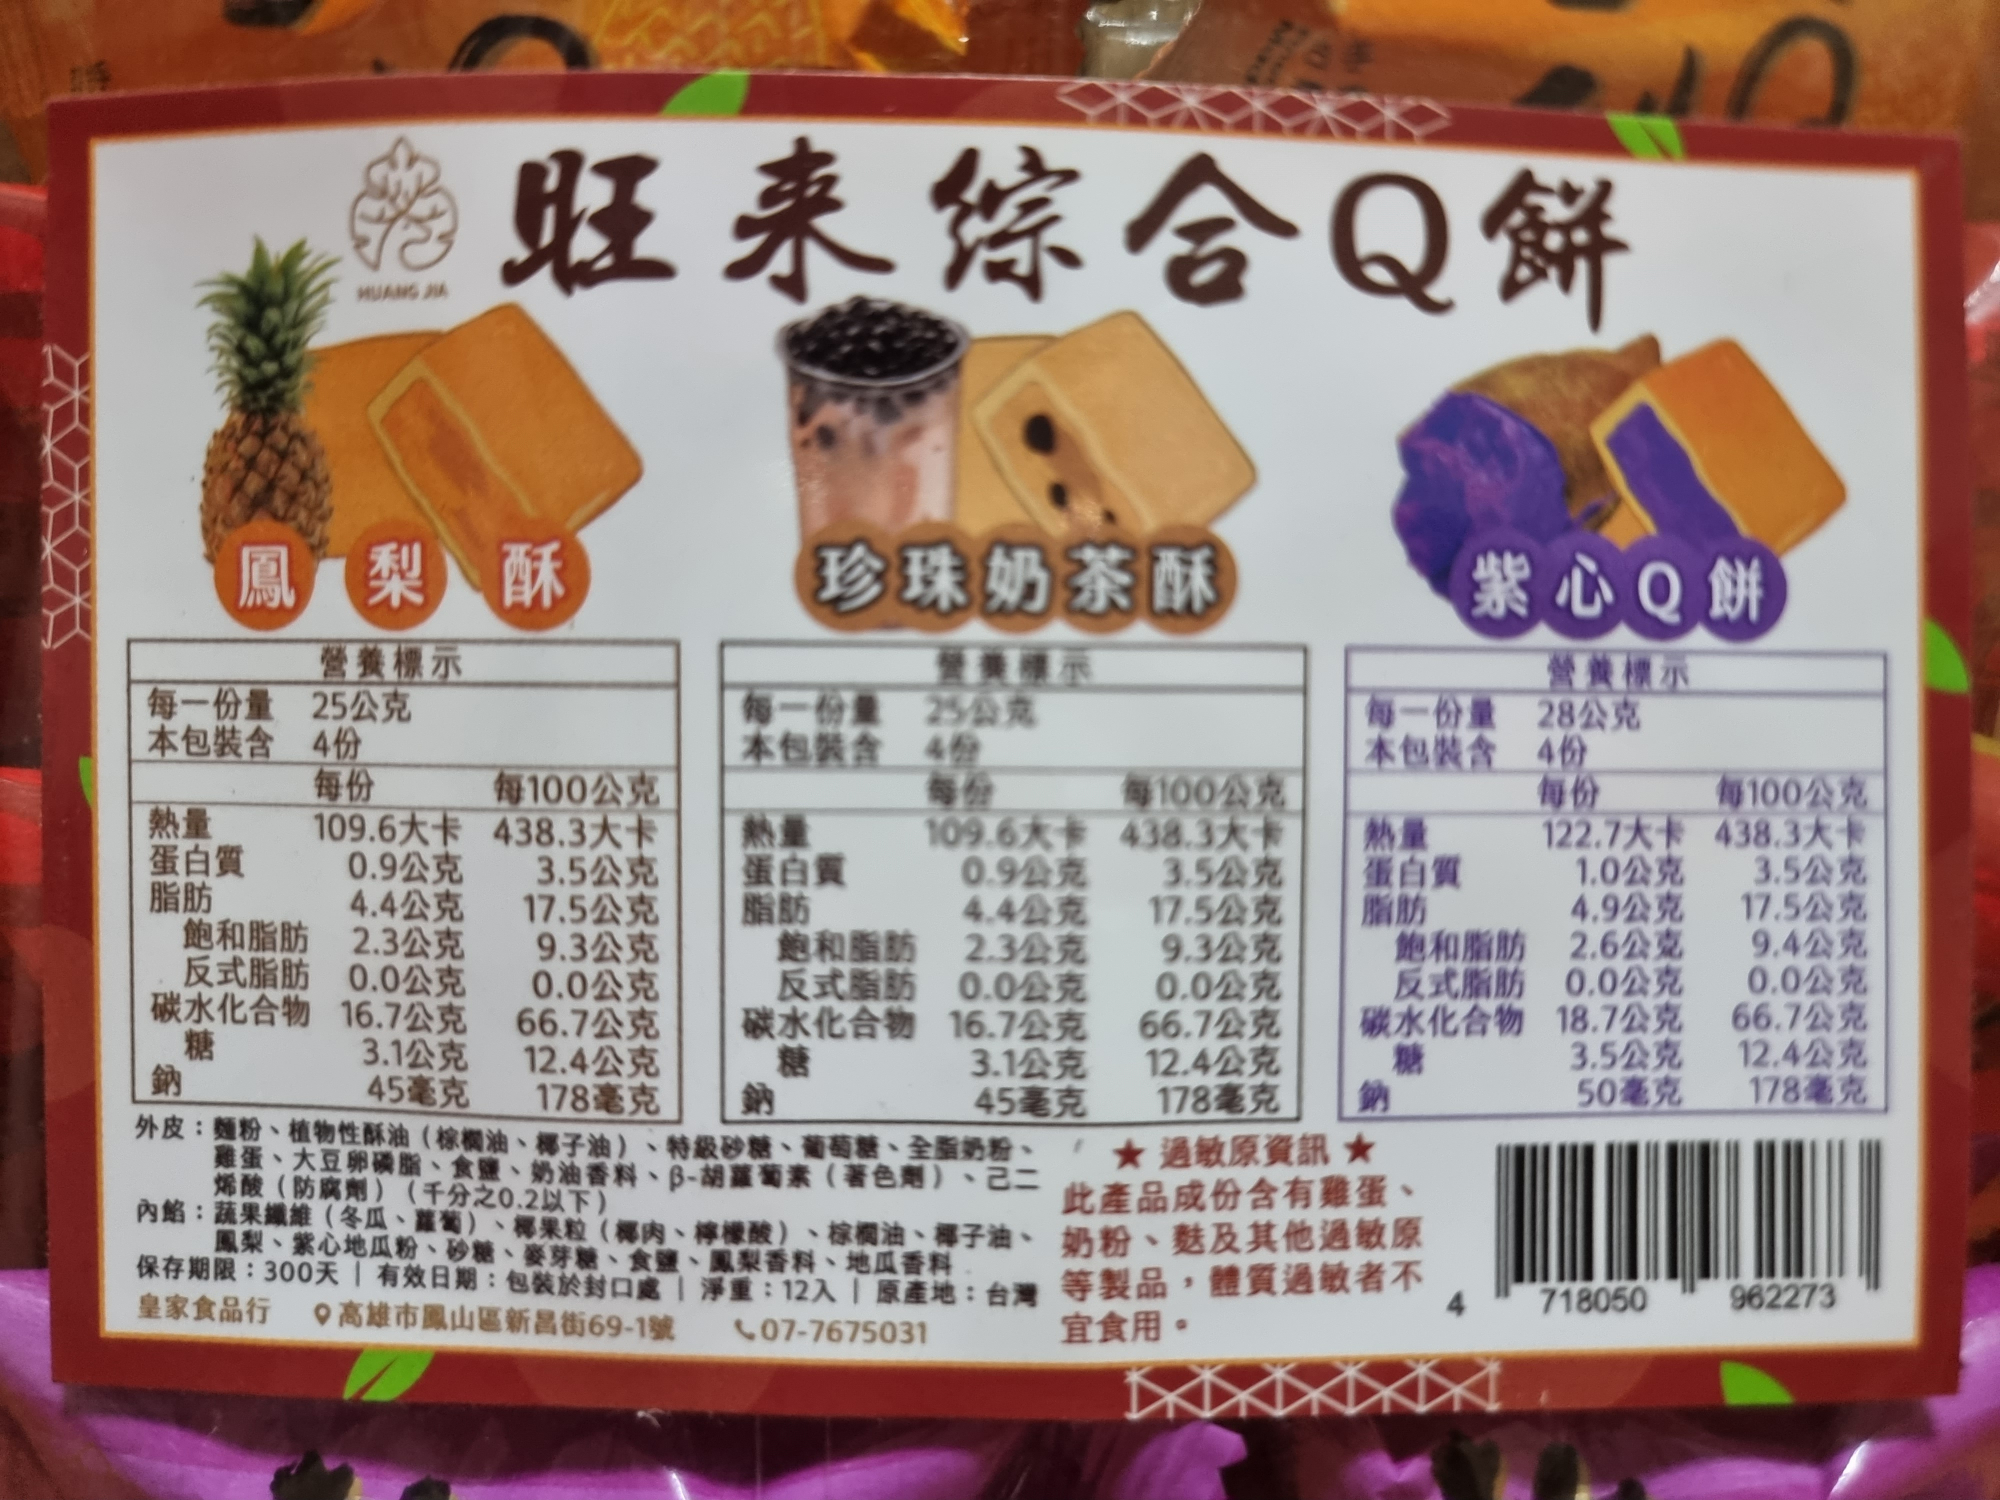 旺来綜合Q餅
HUANG JIA
鳳梨酥
珍珠奶茶酥
紫心Q餅
營養標示
每一份量 25公克
本包裝含 4份
每份 每100公克
熱量 109.6大卡 438.3大卡
蛋白質 0.9公克 3.5公克
脂肪 4.4公克 17.5公克
飽和脂肪 2.3公克 9.3公克
反式脂肪 0.0公克 0.0公克
碳水化合物 16.7公克 66.7公克
糖 3.1公克 12.4公克
鈉 45毫克 178毫克
營養標示
每一份量 25公克
本包裝含 4份
每份 每100公克
熱量 109.6大卡 438.3大卡
蛋白質 0.9公克 3.5公克
脂肪 4.4公克 17.5公克
飽和脂肪 2.3公克 9.3公克
反式脂肪 0.0公克 0.0公克
碳水化合物 16.7公克 66.7公克
糖 3.1公克 12.4公克
鈉 45毫克 178毫克
營養標示
每一份量 28公克
本包裝含 4份
每份 每100公克
熱量 122.7大卡 438.3大卡
蛋白質 1.0公克 3.5公克
脂肪 4.9公克 17.5公克
飽和脂肪 2.6公克 9.4公克
反式脂肪 0.0公克 0.0公克
碳水化合物 18.7公克 66.7公克
糖 3.5公克 12.4公克
鈉 50毫克 178毫克
外皮：麵粉、植物性酥油（棕櫚油、椰子油）、特級砂糖、葡萄糖、全脂奶粉、
雞蛋、大豆卵磷脂、食鹽、奶油香料、β-胡蘿蔔素（著色劑）、己二
烯酸（防腐劑）（千分之0.2以下）
內餡：蔬果纖維（冬瓜、蘿蔔）、椰果粒（椰肉、檸檬酸）、棕櫚油、椰子油、
鳳梨、紫心地瓜粉、砂糖、麥芽糖、食鹽、鳳梨香料、地瓜香料
保存期限：300天｜有效日期：包裝於封口處｜淨重：12入｜原產地：台灣
皇家食品行 高雄市鳳山區新昌街69-1號 07-7675031
★ 過敏原資訊 ★
此產品成份含有雞蛋、
奶粉、麩及其他過敏原
等製品，體質過敏者不
宜食用。
4 718050 962273